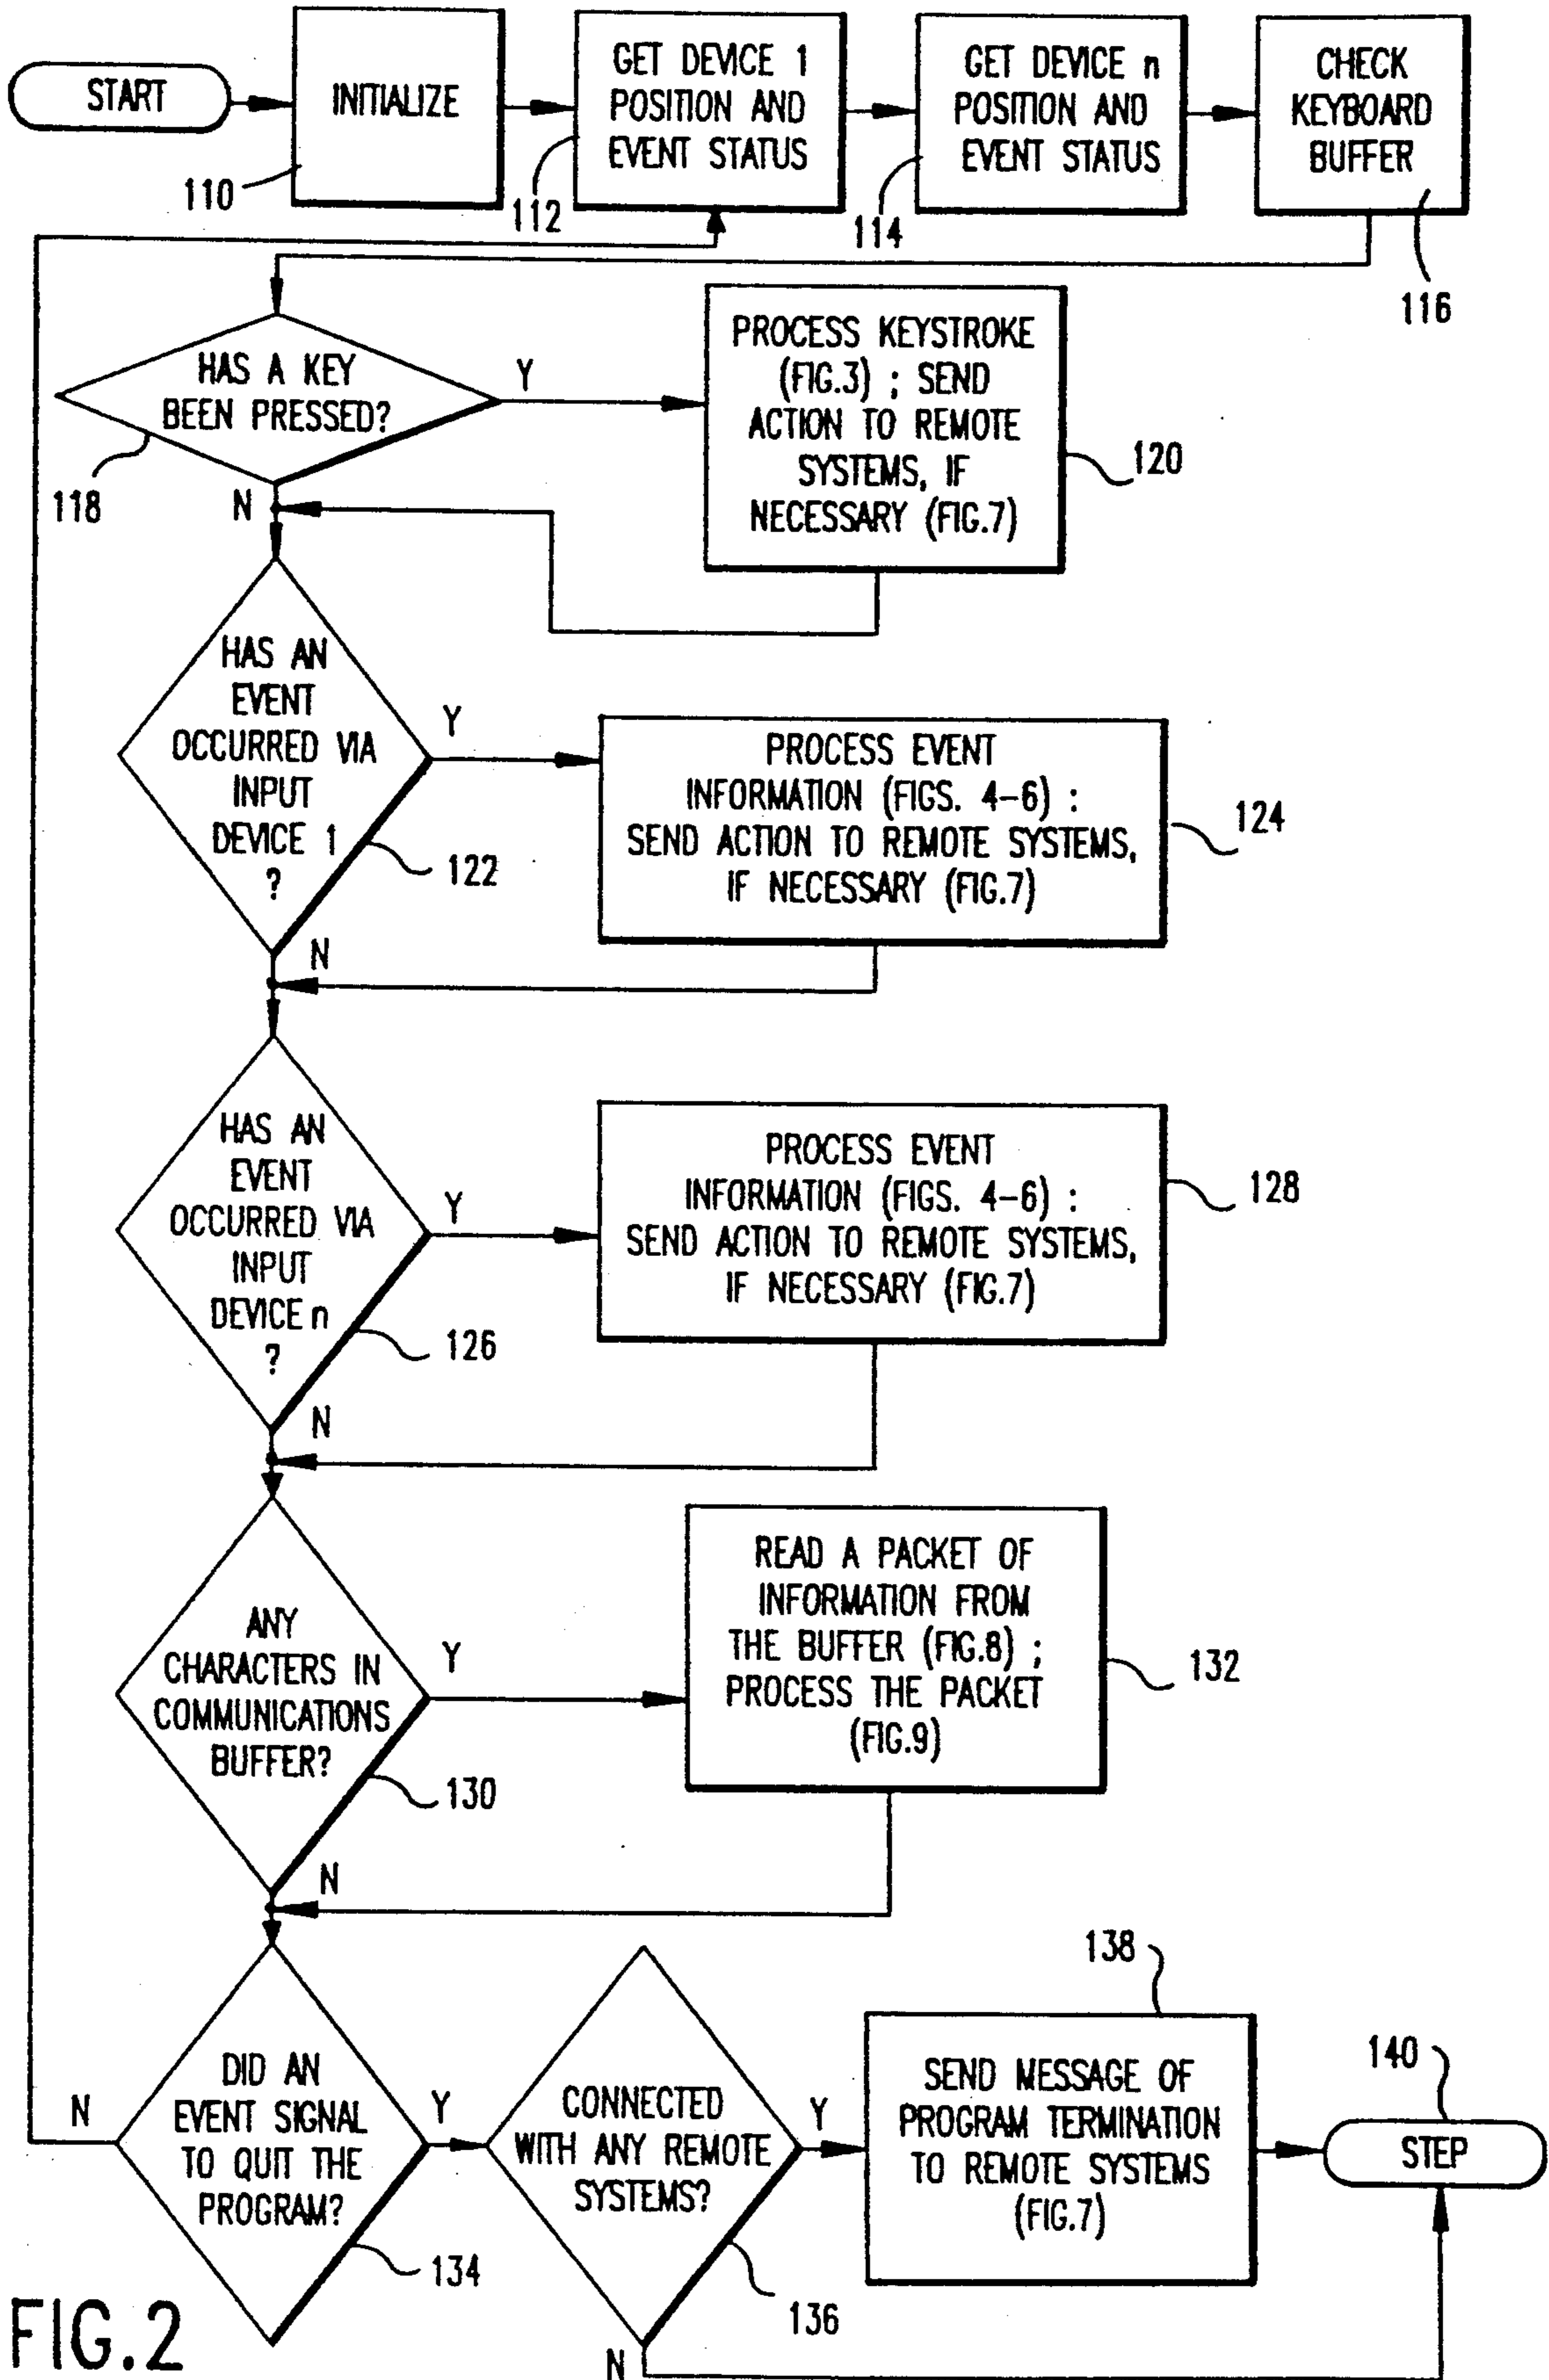 START
INITIALIZE
110
GET DEVICE 1
POSITION AND
EVENT STATUS
112
GET DEVICE n
POSITION AND
EVENT STATUS
114
CHECK
KEYBOARD
BUFFER
116
HAS A KEY
BEEN PRESSED?
118
Y
N
PROCESS KEYSTROKE
(FIG.3) ; SEND
ACTION TO REMOTE
SYSTEMS, IF
NECESSARY (FIG.7)
120
HAS AN
EVENT
OCCURRED VIA
INPUT
DEVICE 1
?
122
Y
N
PROCESS EVENT
INFORMATION (FIGS. 4-6) :
SEND ACTION TO REMOTE SYSTEMS,
IF NECESSARY (FIG.7)
124
HAS AN
EVENT
OCCURRED VIA
INPUT
DEVICE n
?
126
Y
N
PROCESS EVENT
INFORMATION (FIGS. 4-6) :
SEND ACTION TO REMOTE SYSTEMS,
IF NECESSARY (FIG.7)
128
ANY
CHARACTERS IN
COMMUNICATIONS
BUFFER?
130
Y
N
READ A PACKET OF
INFORMATION FROM
THE BUFFER (FIG.8) ;
PROCESS THE PACKET
(FIG.9)
132
DID AN
EVENT SIGNAL
TO QUIT THE
PROGRAM?
134
N
Y
CONNECTED
WITH ANY REMOTE
SYSTEMS?
136
Y
N
SEND MESSAGE OF
PROGRAM TERMINATION
TO REMOTE SYSTEMS
(FIG.7)
138
STEP
140
FIG.2